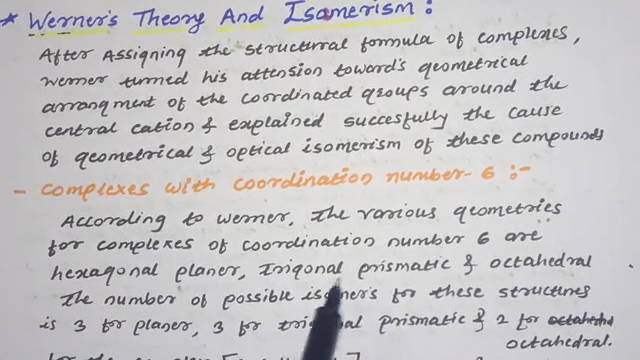 * Werner's Theory And Isomerism :
After Assigning the structural formula of complexes,
Werner turned his attention toward's geometrical
arrangment of the coordinated groups around the
central cation & explained succesfully the cause
of geometrical & optical isomerism of these compounds
- Complexes with coordination number-6 :-
According to Werner, The various geometries
for complexes of coordination number 6 are
hexagonal planer, Trigonal prismatic & octahedral
The number of possible isomers for these structures
is 3 for planer, 3 for trigonal prismatic & 2 for
octahedral.